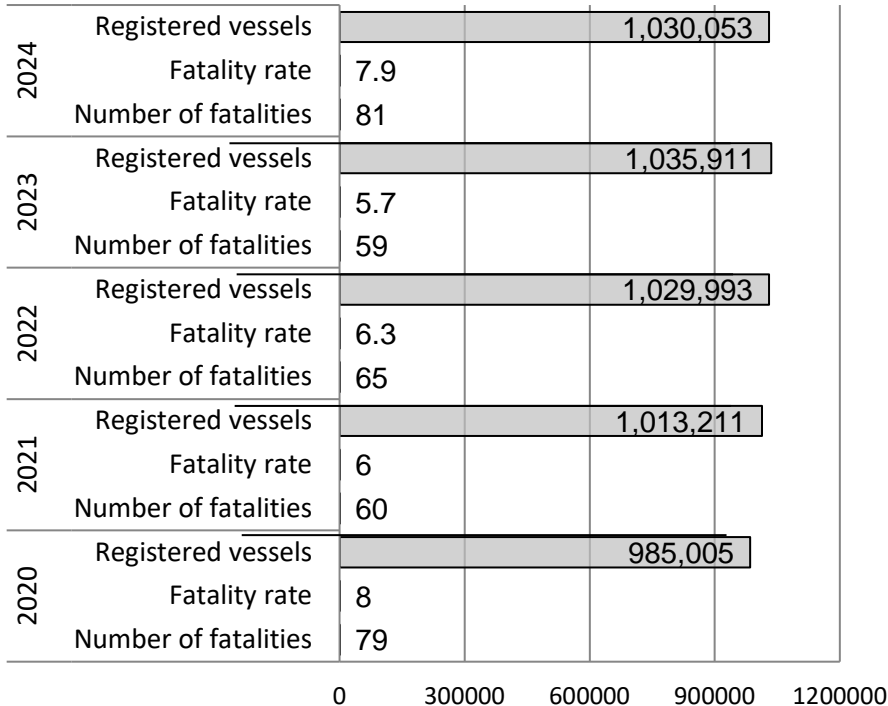 2024
Registered vessels 1,030,053
Fatality rate 7.9
Number of fatalities 81
2023
Registered vessels 1,035,911
Fatality rate 5.7
Number of fatalities 59
2022
Registered vessels 1,029,993
Fatality rate 6.3
Number of fatalities 65
2021
Registered vessels 1,013,211
Fatality rate 6
Number of fatalities 60
2020
Registered vessels 985,005
Fatality rate 8
Number of fatalities 79
0 300000 600000 900000 1200000